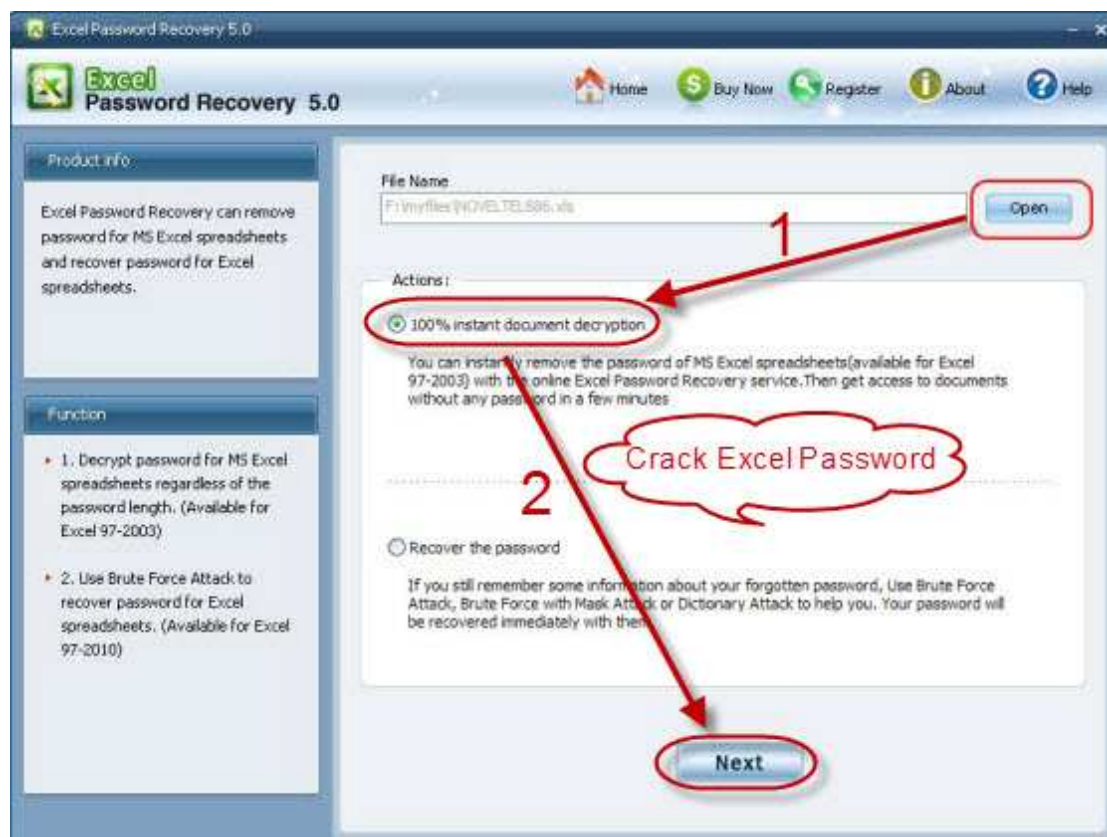 Excel Password Recovery 5.0
Excel
Password Recovery 5.0
Home
Buy Now
Register
About
Help
Product info
Excel Password Recovery can remove
password for MS Excel spreadsheets
and recover password for Excel
spreadsheets.
Function
1. Decrypt password for MS Excel
spreadsheets regardless of the
password length. (Available for
Excel 97-2003)
2. Use Brute Force Attack to
recover password for Excel
spreadsheets. (Available for Excel
97-2010)
File Name
F:\myfiles\NOVELTEL886.xls
Open
1
Actions:
100% instant document decryption
You can instantly remove the password of MS Excel spreadsheets(available for Excel
97-2003) with the online Excel Password Recovery service.Then get access to documents
without any password in a few minutes
Crack Excel Password
2
Recover the password
If you still remember some information about your forgotten password, Use Brute Force
Attack, Brute Force with Mask Attack or Dictionary Attack to help you. Your password will
be recovered immediately with them
Next